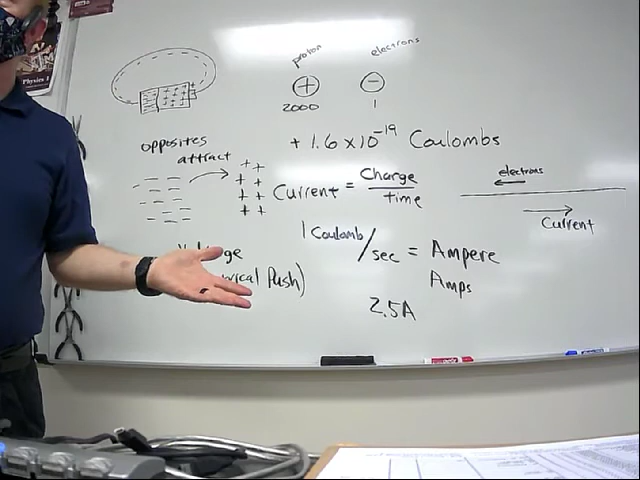 proton electrons
+ −
2000 1
+ 1.6 x 10^-19 Coulombs
opposites
attract
Current = Charge
time
electrons
Current
1 Coulomb/sec = Ampere
Amps
2.5A
Push)
Physics